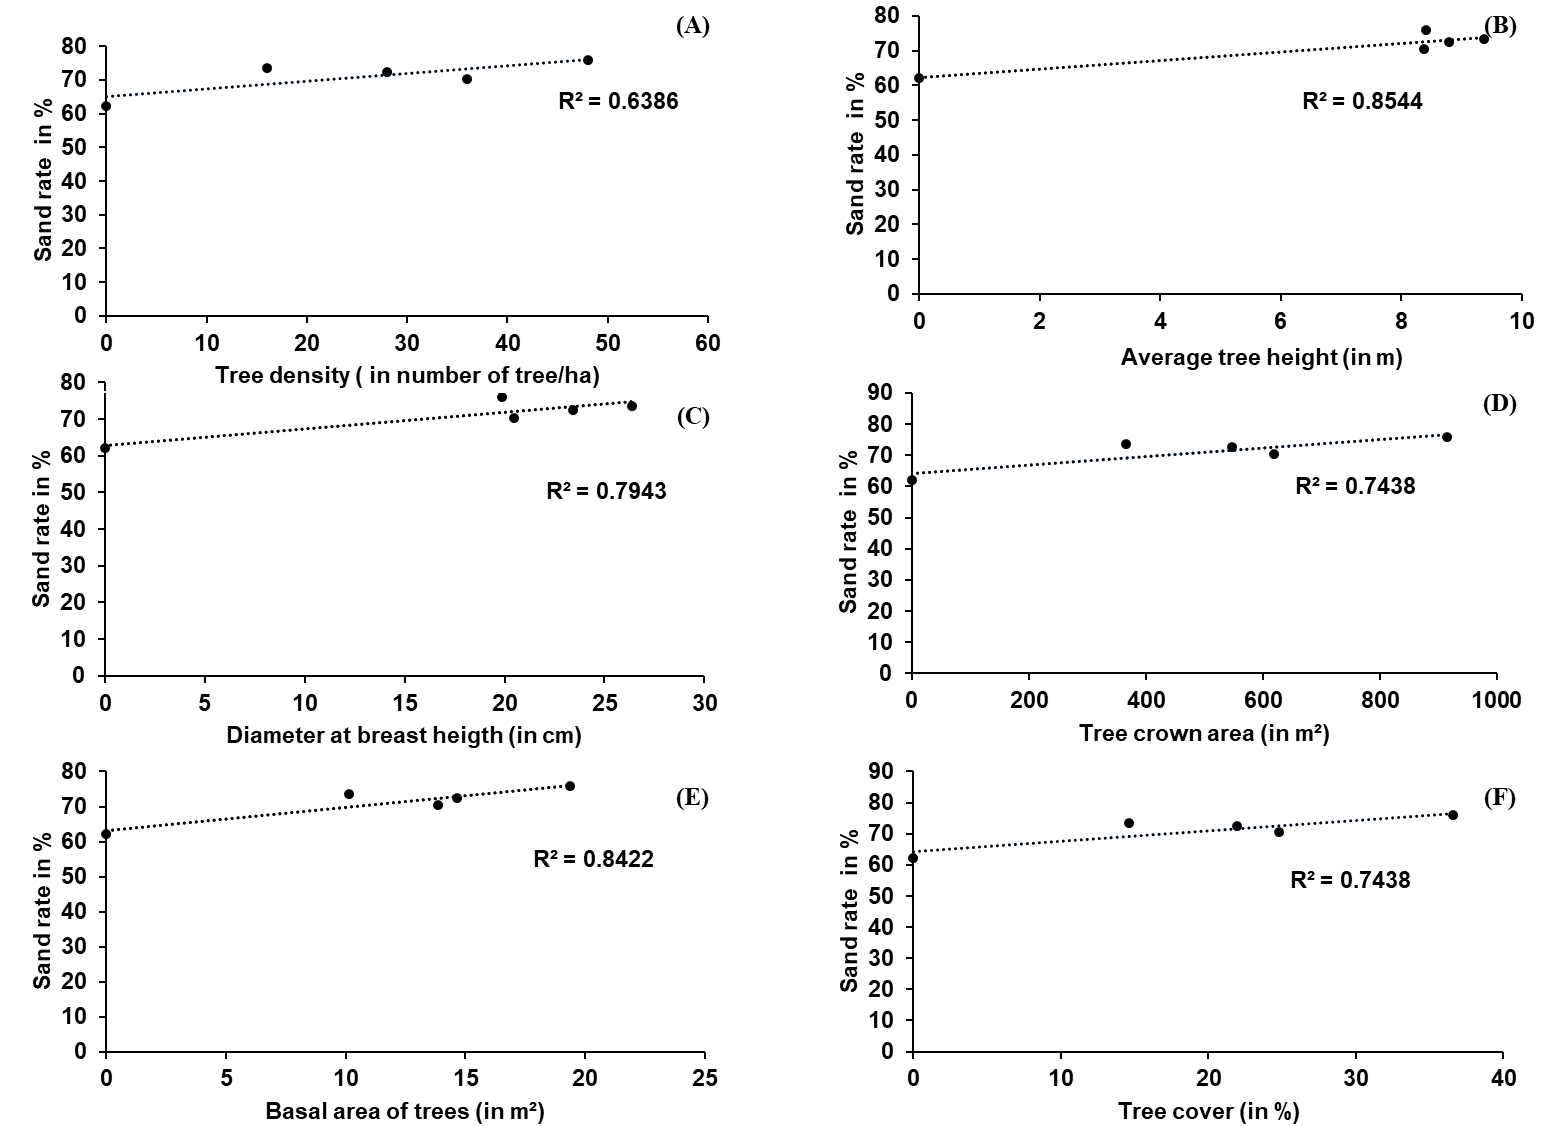 (A)
80
70
60
50
40
30
20
10
0
Sand rate in %
R² = 0.6386
0 10 20 30 40 50 60
Tree density ( in number of tree/ha)
(B)
80
70
60
50
40
30
20
10
0
Sand rate in %
R² = 0.8544
0 2 4 6 8 10
Average tree height (in m)
(C)
80
70
60
50
40
30
20
10
0
Sand rate in %
R² = 0.7943
0 5 10 15 20 25 30
Diameter at breast heigth (in cm)
(D)
90
80
70
60
50
40
30
20
10
0
Sand rate in %
R² = 0.7438
0 200 400 600 800 1000
Tree crown area (in m²)
(E)
80
70
60
50
40
30
20
10
0
Sand rate in %
R² = 0.8422
0 5 10 15 20 25
Basal area of trees (in m²)
(F)
90
80
70
60
50
40
30
20
10
0
Sand rate in %
R² = 0.7438
0 10 20 30 40
Tree cover (in %)